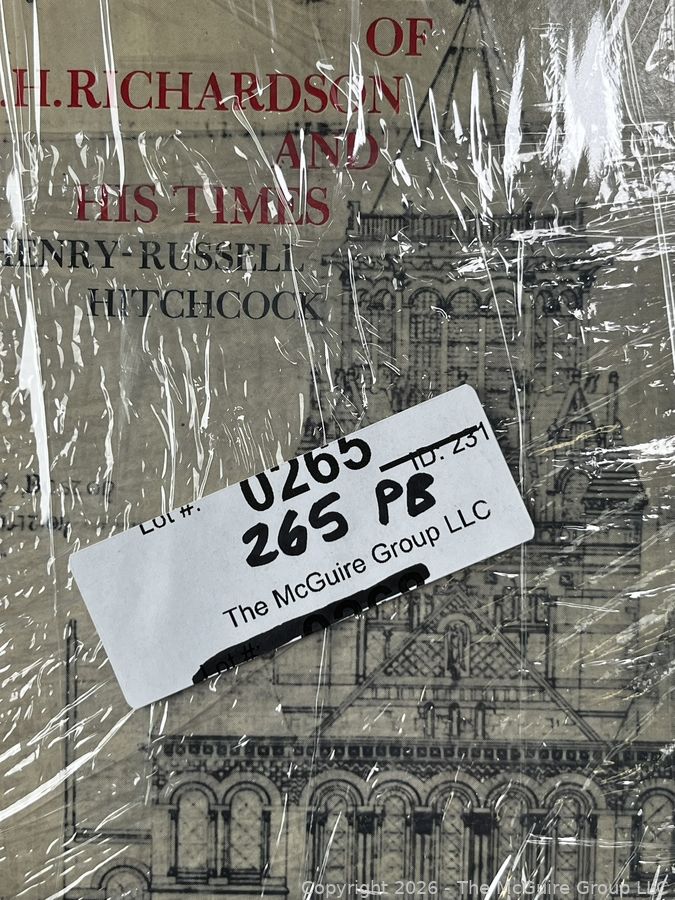 OF
.H.RICHARDSON
AND
HIS TIMES
HENRY-RUSSELL
HITCHCOCK
Lot #: 0265 ID: 231
265 PB
The McGuire Group LLC
Lot #:
Copyright 2026 - The McGuire Group LLC